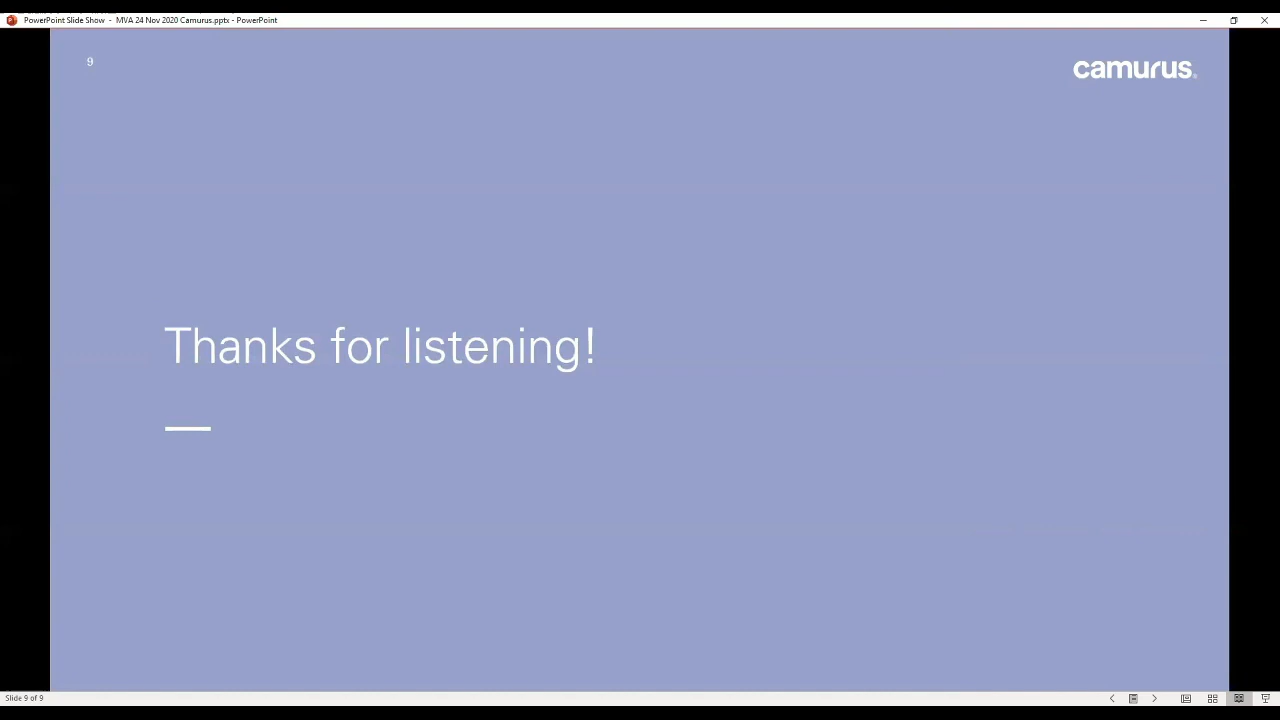 PowerPoint Slide Show - MVA 24 Nov 2020 Camurus.pptx - PowerPoint
9
camurus®
Thanks for listening!
Slide 9 of 9